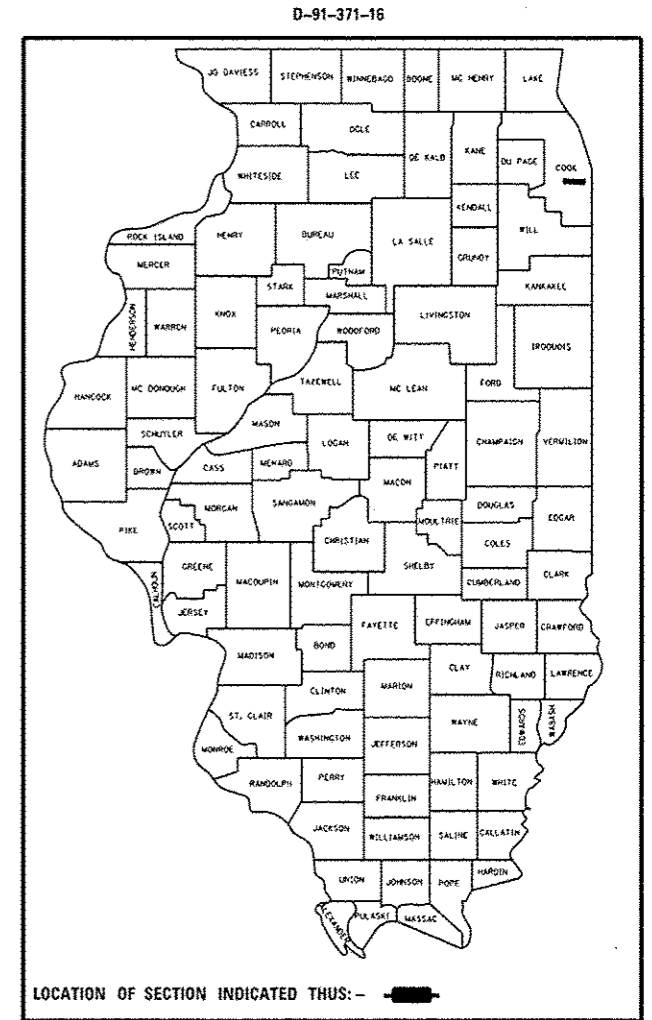 D-91-371-16
JO DAVIESS STEPHENSON WINNEBAGO BOONE MC HENRY LAKE
CARROLL OGLE DE KALB KANE DU PAGE COOK
WHITESIDE LEE KENDALL WILL
ROCK ISLAND HENRY BUREAU LA SALLE GRUNDY
MERCER PUTNAM KANKAKEE
STARK MARSHALL
HENDERSON WARREN KNOX PEORIA WOODFORD LIVINGSTON IROQUOIS
HANCOCK MC DONOUGH FULTON TAZEWELL MC LEAN FORD
MASON
SCHUYLER LOGAN DE WITT CHAMPAIGN VERMILION
ADAMS BROWN CASS MENARD PIATT
MACON
MORGAN SANGAMON DOUGLAS
PIKE SCOTT CHRISTIAN MOULTRIE EDGAR
COLES
GREENE MACOUPIN MONTGOMERY SHELBY CUMBERLAND CLARK
CALHOUN JERSEY
FAYETTE EFFINGHAM JASPER CRAWFORD
MADISON BOND
CLAY RICHLAND LAWRENCE
CLINTON MARION
ST. CLAIR WAYNE EDWARDS WABASH
WASHINGTON JEFFERSON
MONROE
RANDOLPH PERRY HAMILTON WHITE
FRANKLIN
JACKSON WILLIAMSON SALINE GALLATIN
UNION JOHNSON POPE HARDIN
ALEXANDER PULASKI MASSAC
LOCATION OF SECTION INDICATED THUS: -